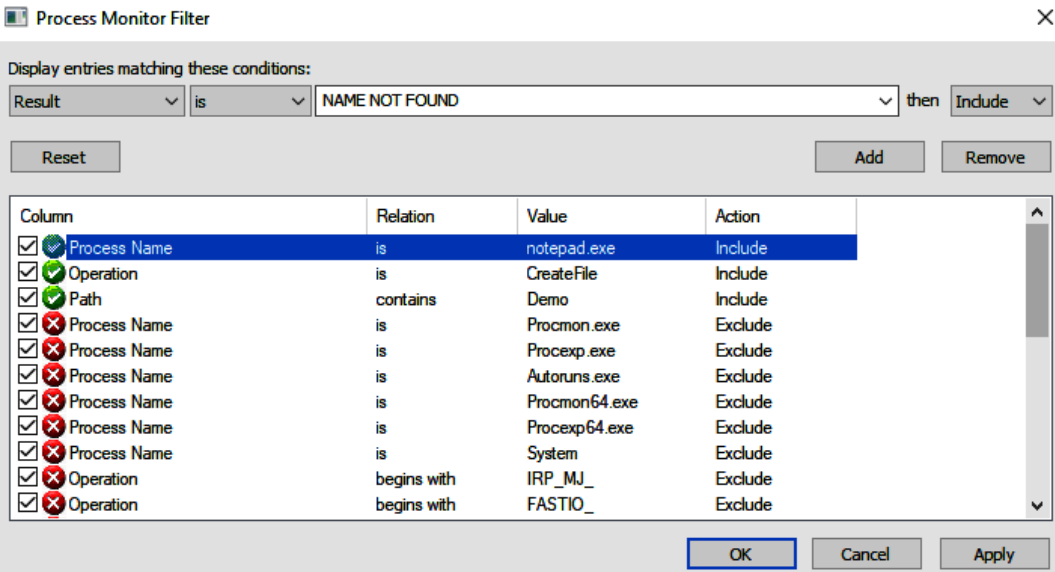 Process Monitor Filter
Display entries matching these conditions:
Result is NAME NOT FOUND then Include
Reset Add Remove
Column Relation Value Action
Process Name is notepad.exe Include
Operation is CreateFile Include
Path contains Demo Include
Process Name is Procmon.exe Exclude
Process Name is Procexp.exe Exclude
Process Name is Autoruns.exe Exclude
Process Name is Procmon64.exe Exclude
Process Name is Procexp64.exe Exclude
Process Name is System Exclude
Operation begins with IRP_MJ_ Exclude
Operation begins with FASTIO_ Exclude
OK Cancel Apply